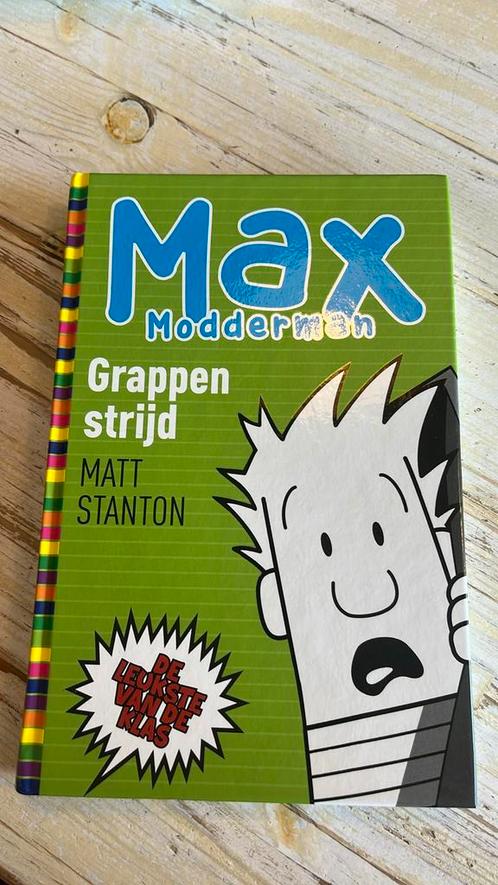 Max
Modderman
Grappen
strijd
MATT
STANTON
DE
LEUKSTE
VAN DE
KLAS